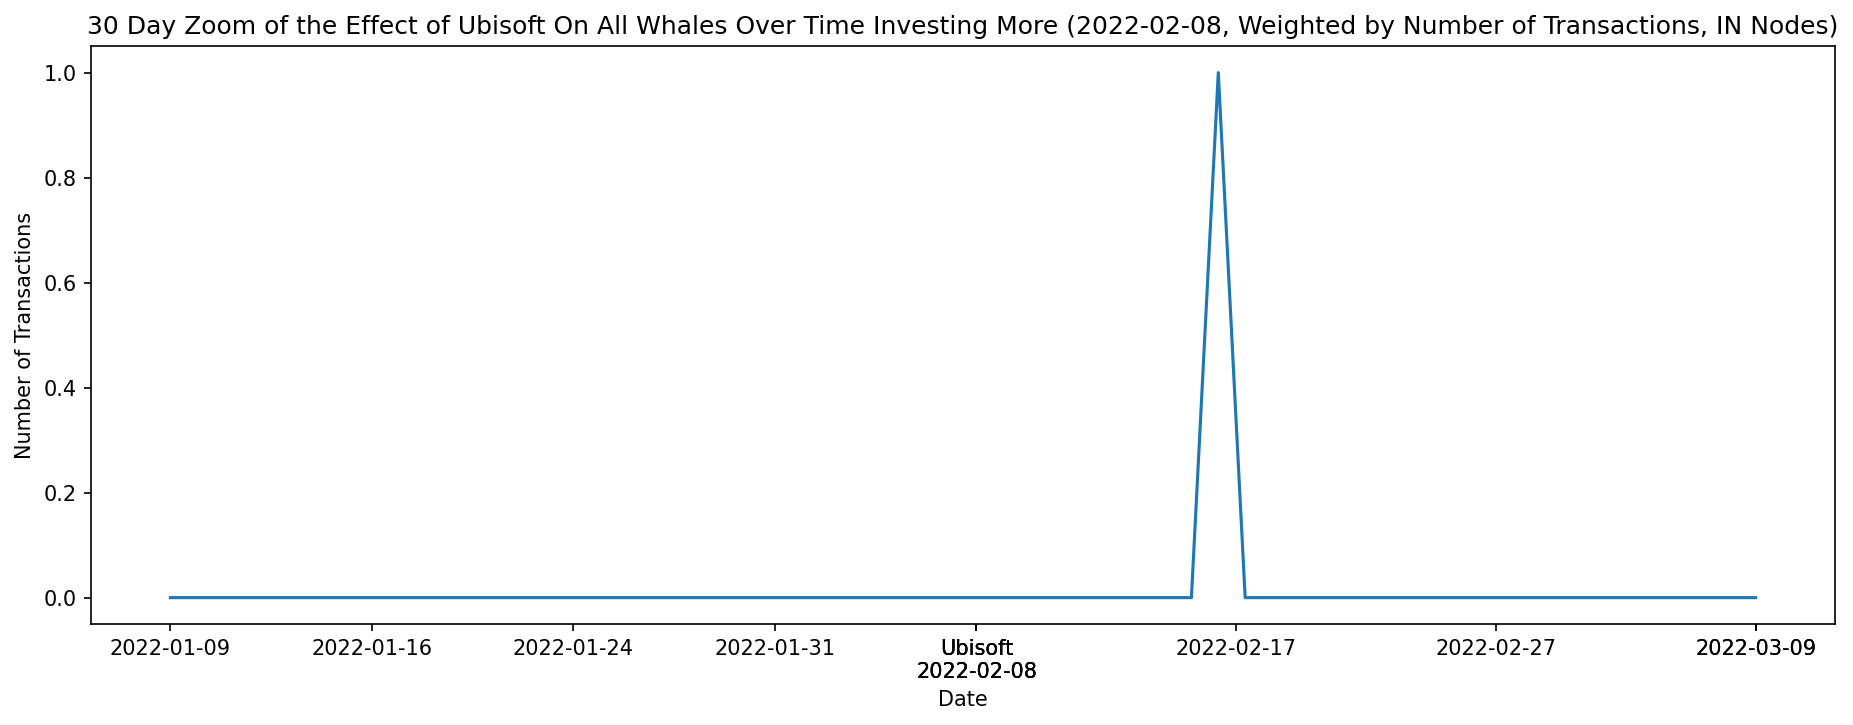 30 Day Zoom of the Effect of Ubisoft On All Whales Over Time Investing More (2022-02-08, Weighted by Number of Transactions, IN Nodes)
Number of Transactions
1.0
0.8
0.6
0.4
0.2
0.0
2022-01-09 2022-01-16 2022-01-24 2022-01-31 Ubisoft 2022-02-17 2022-02-27 2022-03-09
2022-02-08
Date